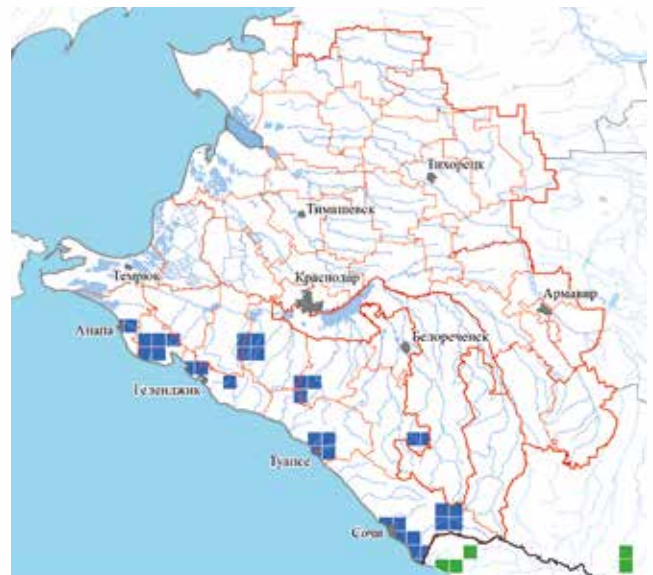 Тихорецк
Тимашевск
Темрюк
Краснодар
Армавир
Анапа
Белореченск
Геленджик
Туапсе
Сочи